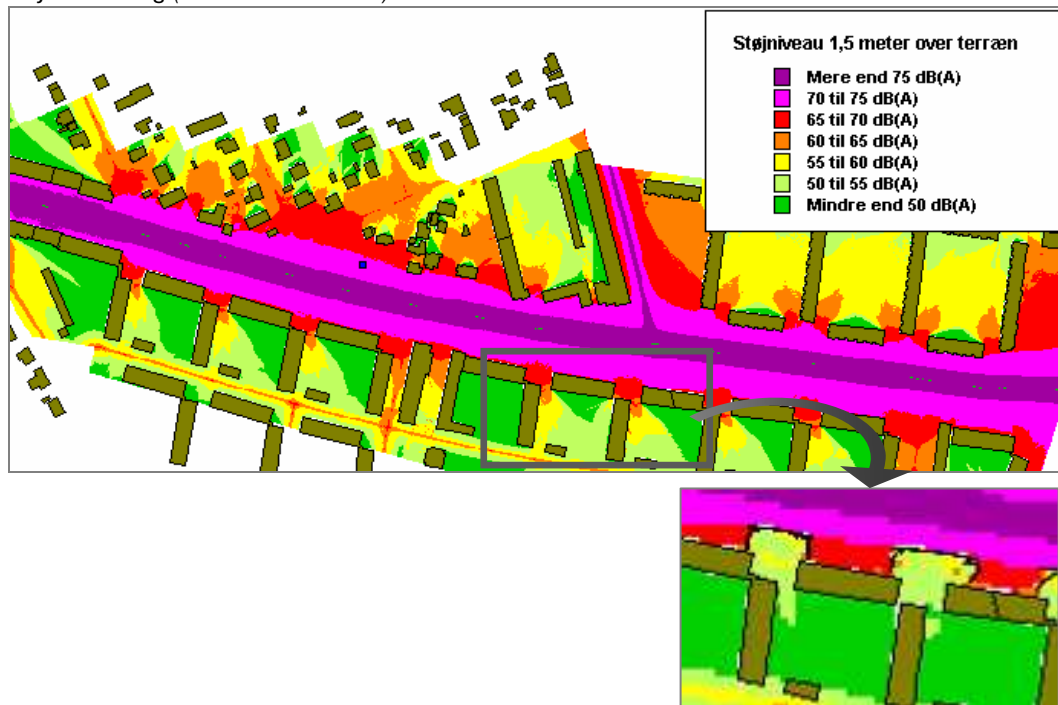 Støjniveau 1,5 meter over terræn
Mere end 75 dB(A)
70 til 75 dB(A)
65 til 70 dB(A)
60 til 65 dB(A)
55 til 60 dB(A)
50 til 55 dB(A)
Mindre end 50 dB(A)